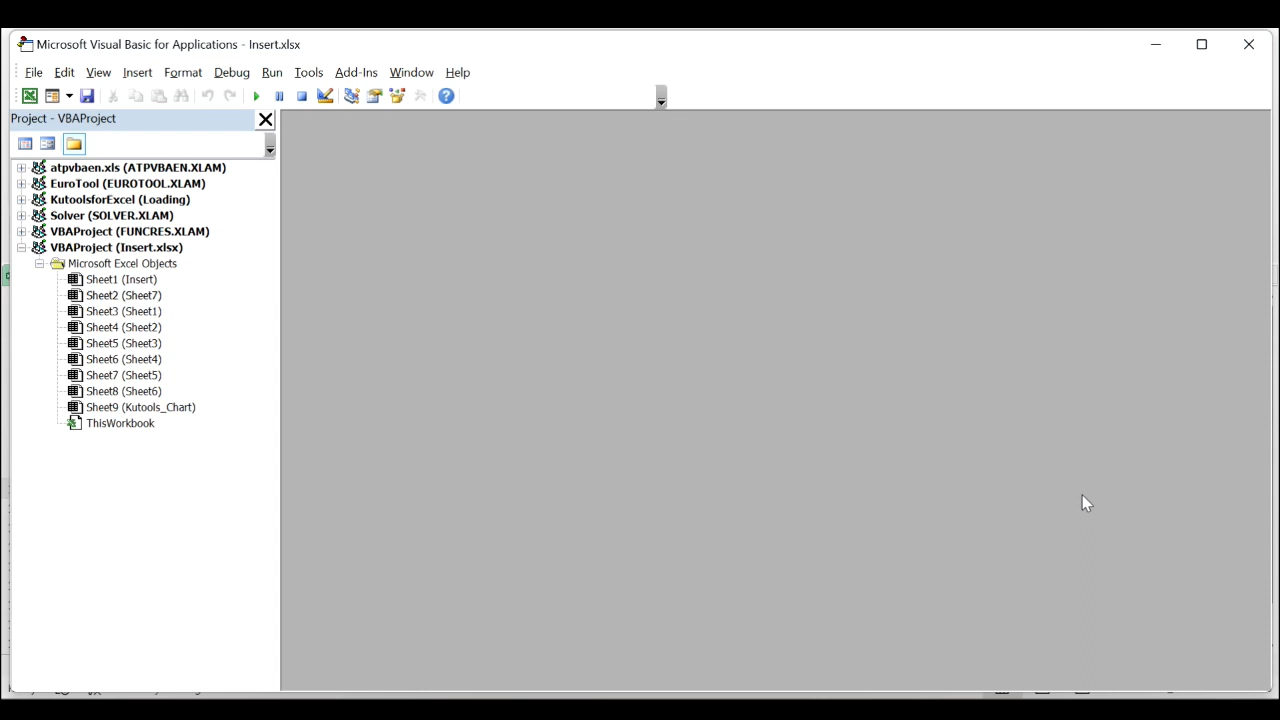 Microsoft Visual Basic for Applications - Insert.xlsx
File Edit View Insert Format Debug Run Tools Add-Ins Window Help
Project - VBAProject
atpvbaen.xls (ATPVBAEN.XLAM)
EuroTool (EUROTOOL.XLAM)
KutoolsforExcel (Loading)
Solver (SOLVER.XLAM)
VBAProject (FUNCRES.XLAM)
VBAProject (Insert.xlsx)
Microsoft Excel Objects
Sheet1 (Insert)
Sheet2 (Sheet7)
Sheet3 (Sheet1)
Sheet4 (Sheet2)
Sheet5 (Sheet3)
Sheet6 (Sheet4)
Sheet7 (Sheet5)
Sheet8 (Sheet6)
Sheet9 (Kutools_Chart)
ThisWorkbook